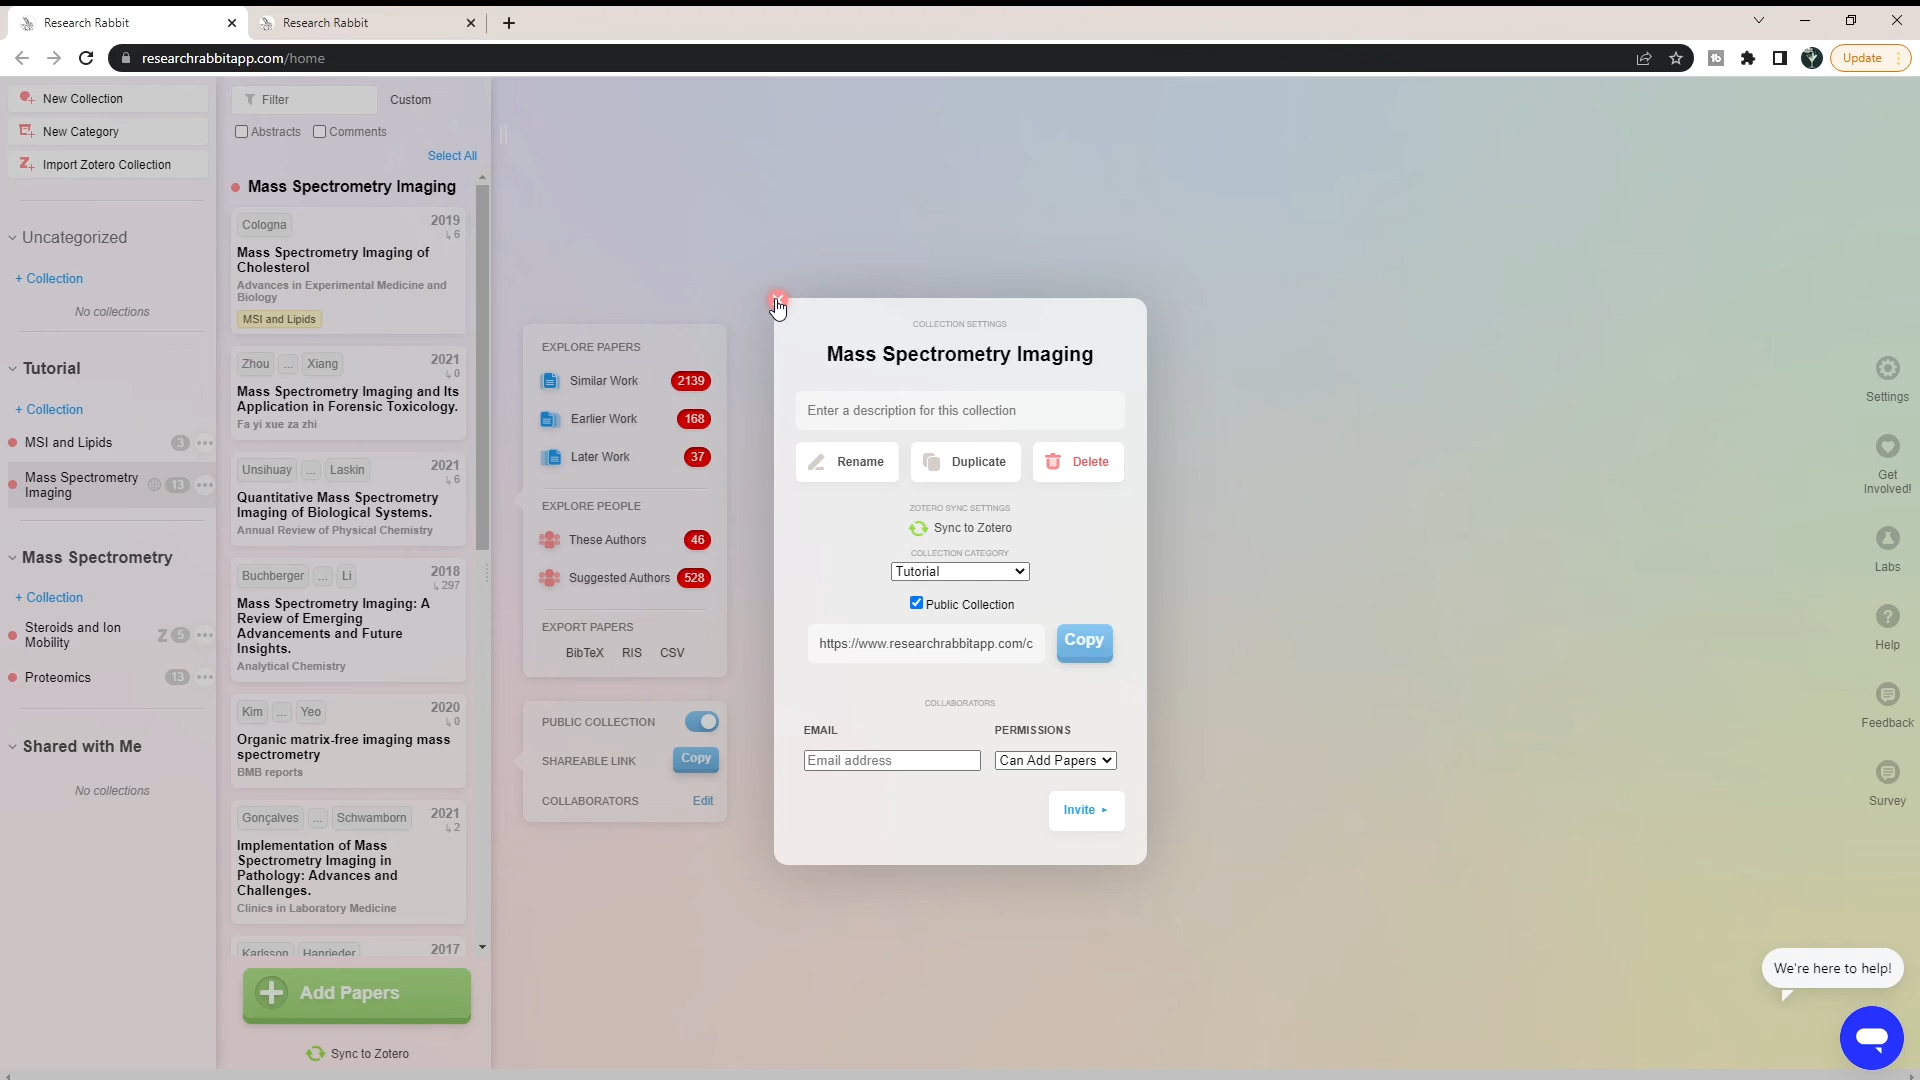 Research Rabbit
Research Rabbit
researchrabbitapp.com/home
Update
New Collection
New Category
Import Zotero Collection
Uncategorized
+ Collection
No collections
Tutorial
+ Collection
MSI and Lipids 3
Mass Spectrometry
Imaging 13
Mass Spectrometry
+ Collection
Steroids and Ion
Mobility Z 5
Proteomics 13
Shared with Me
No collections
Filter Custom
Abstracts Comments
Select All
Mass Spectrometry Imaging
Cologna 2019
6
Mass Spectrometry Imaging of
Cholesterol
Advances in Experimental Medicine and
Biology
MSI and Lipids
Zhou ... Xiang 2021
0
Mass Spectrometry Imaging and Its
Application in Forensic Toxicology.
Fa yi xue za zhi
Unsihuay ... Laskin 2021
6
Quantitative Mass Spectrometry
Imaging of Biological Systems.
Annual Review of Physical Chemistry
Buchberger ... Li 2018
297
Mass Spectrometry Imaging: A
Review of Emerging
Advancements and Future
Insights.
Analytical Chemistry
Kim ... Yeo 2020
0
Organic matrix-free imaging mass
spectrometry
BMB reports
Gonçalves ... Schwamborn 2021
2
Implementation of Mass
Spectrometry Imaging in
Pathology: Advances and
Challenges.
Clinics in Laboratory Medicine
Karlsson Hanrieder 2017
Add Papers
Sync to Zotero
EXPLORE PAPERS
Similar Work 2139
Earlier Work 168
Later Work 37
EXPLORE PEOPLE
These Authors 46
Suggested Authors 528
EXPORT PAPERS
BibTeX RIS CSV
PUBLIC COLLECTION
SHAREABLE LINK Copy
COLLABORATORS Edit
COLLECTION SETTINGS
Mass Spectrometry Imaging
Enter a description for this collection
Rename Duplicate Delete
ZOTERO SYNC SETTINGS
Sync to Zotero
COLLECTION CATEGORY
Tutorial
Public Collection
https://www.researchrabbitapp.com/c Copy
COLLABORATORS
EMAIL PERMISSIONS
Email address Can Add Papers
Invite
Settings
Get
Involved!
Labs
Help
Feedback
Survey
We're here to help!